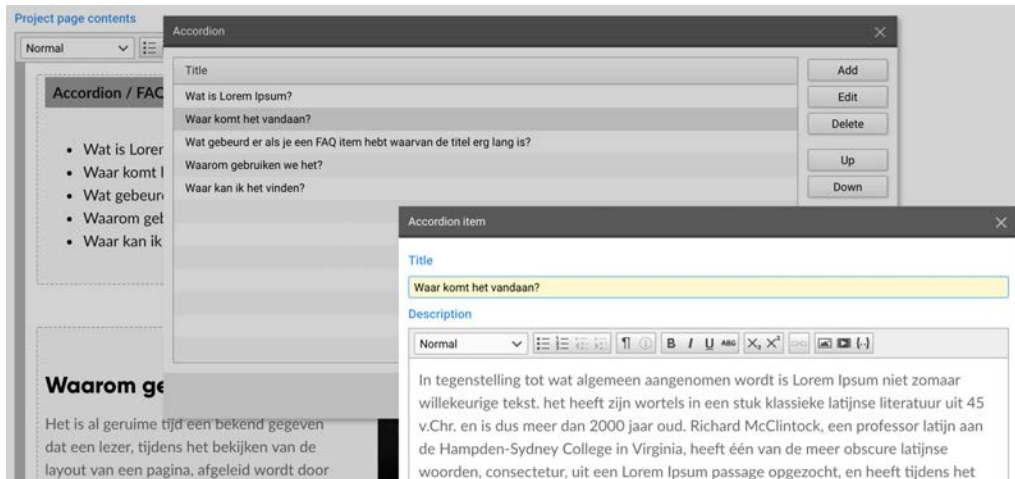 Project page contents
Normal
Accordion / FAQ
Wat is Lorer
Waar komt l
Wat gebeur
Waarom geb
Waar kan ik
Waarom ge
Het is al geruime tijd een bekend gegeven
dat een lezer, tijdens het bekijken van de
layout van een pagina, afgeleid wordt door
Accordion
Title
Wat is Lorem Ipsum?
Waar komt het vandaan?
Wat gebeurd er als je een FAQ item hebt waarvan de titel erg lang is?
Waarom gebruiken we het?
Waar kan ik het vinden?
Add
Edit
Delete
Up
Down
Accordion item
Title
Waar komt het vandaan?
Description
Normal
B I U ABC X₂ X²
In tegenstelling tot wat algemeen aangenomen wordt is Lorem Ipsum niet zomaar
willekeurige tekst. het heeft zijn wortels in een stuk klassieke latijnse literatuur uit 45
v.Chr. en is dus meer dan 2000 jaar oud. Richard McClintock, een professor latijn aan
de Hampden-Sydney College in Virginia, heeft één van de meer obscure latijnse
woorden, consectetur, uit een Lorem Ipsum passage opgezocht, en heeft tijdens het